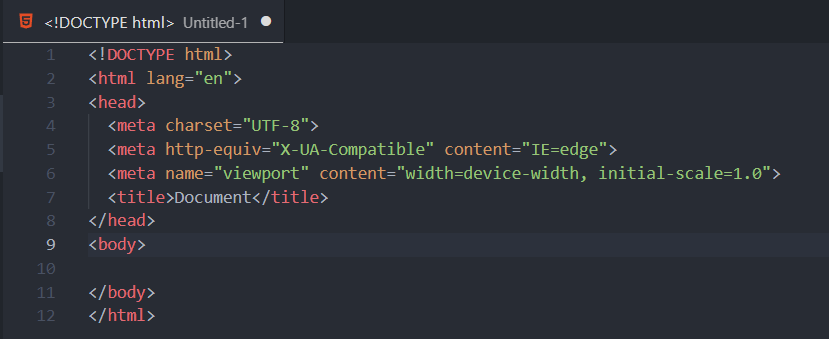 <!DOCTYPE html> Untitled-1
1 <!DOCTYPE html>
2 <html lang="en">
3 <head>
4   <meta charset="UTF-8">
5   <meta http-equiv="X-UA-Compatible" content="IE=edge">
6   <meta name="viewport" content="width=device-width, initial-scale=1.0">
7   <title>Document</title>
8 </head>
9 <body>
10
11 </body>
12 </html>